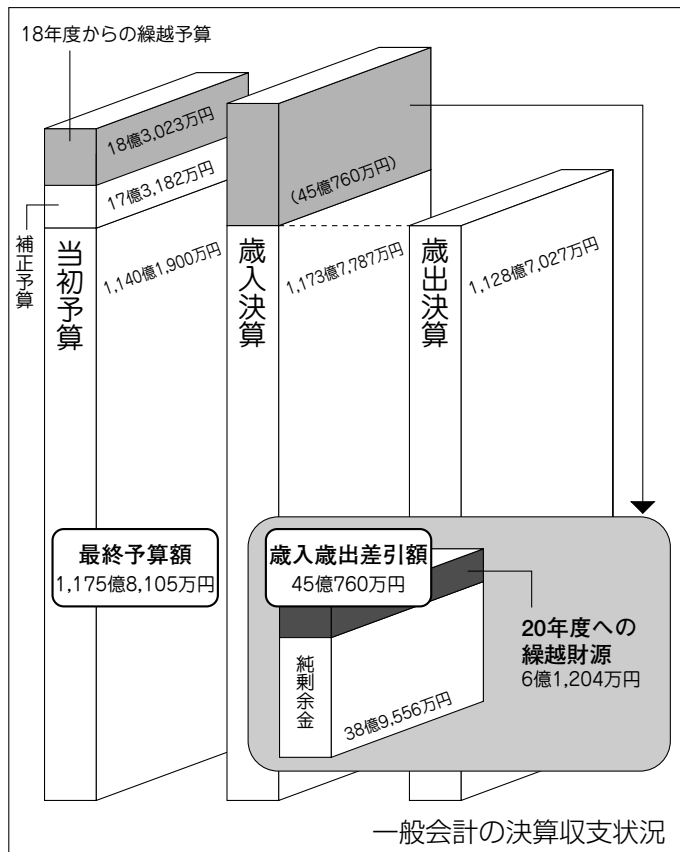 18年度からの繰越予算
18億3,023万円
17億3,182万円
補正予算
当初予算
1,140億1,900万円
(45億760万円)
歳入決算
1,173億7,787万円
歳出決算
1,128億7,027万円
最終予算額
1,175億8,105万円
歳入歳出差引額
45億760万円
純剰余金
38億9,556万円
20年度への
繰越財源
6億1,204万円
一般会計の決算収支状況